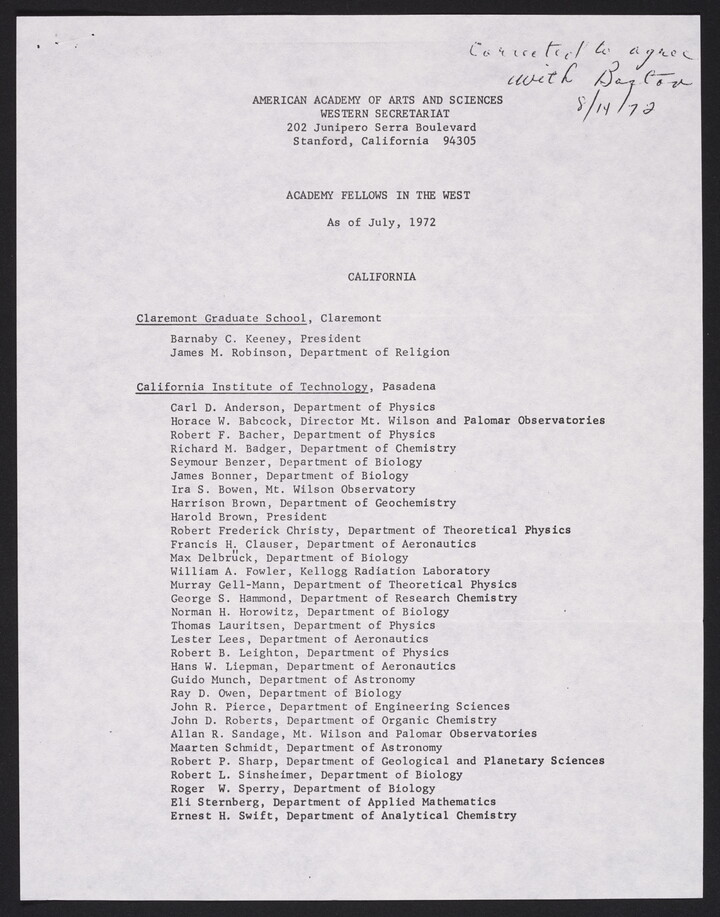 Corrected to agree
with Boston
8/14/72
AMERICAN ACADEMY OF ARTS AND SCIENCES
WESTERN SECRETARIAT
202 Junipero Serra Boulevard
Stanford, California 94305
ACADEMY FELLOWS IN THE WEST
As of July, 1972
CALIFORNIA
Claremont Graduate School, Claremont
Barnaby C. Keeney, President
James M. Robinson, Department of Religion
California Institute of Technology, Pasadena
Carl D. Anderson, Department of Physics
Horace W. Babcock, Director Mt. Wilson and Palomar Observatories
Robert F. Bacher, Department of Physics
Richard M. Badger, Department of Chemistry
Seymour Benzer, Department of Biology
James Bonner, Department of Biology
Ira S. Bowen, Mt. Wilson Observatory
Harrison Brown, Department of Geochemistry
Harold Brown, President
Robert Frederick Christy, Department of Theoretical Physics
Francis H. Clauser, Department of Aeronautics
Max Delbrück, Department of Biology
William A. Fowler, Kellogg Radiation Laboratory
Murray Gell-Mann, Department of Theoretical Physics
George S. Hammond, Department of Research Chemistry
Norman H. Horowitz, Department of Biology
Thomas Lauritsen, Department of Physics
Lester Lees, Department of Aeronautics
Robert B. Leighton, Department of Physics
Hans W. Liepman, Department of Aeronautics
Guido Munch, Department of Astronomy
Ray D. Owen, Department of Biology
John R. Pierce, Department of Engineering Sciences
John D. Roberts, Department of Organic Chemistry
Allan R. Sandage, Mt. Wilson and Palomar Observatories
Maarten Schmidt, Department of Astronomy
Robert P. Sharp, Department of Geological and Planetary Sciences
Robert L. Sinsheimer, Department of Biology
Roger W. Sperry, Department of Biology
Eli Sternberg, Department of Applied Mathematics
Ernest H. Swift, Department of Analytical Chemistry